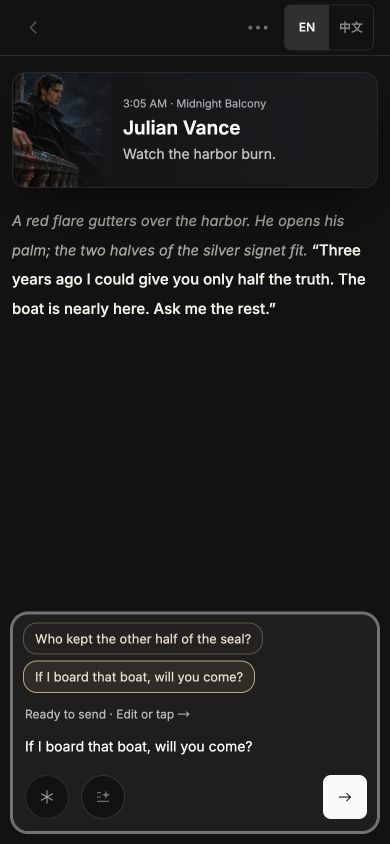 EN
中文
3:05 AM · Midnight Balcony
Julian Vance
Watch the harbor burn.
A red flare gutters over the harbor. He opens his
palm; the two halves of the silver signet fit. “Three
years ago I could give you only half the truth. The
boat is nearly here. Ask me the rest.”
Who kept the other half of the seal?
If I board that boat, will you come?
Ready to send · Edit or tap →
If I board that boat, will you come?